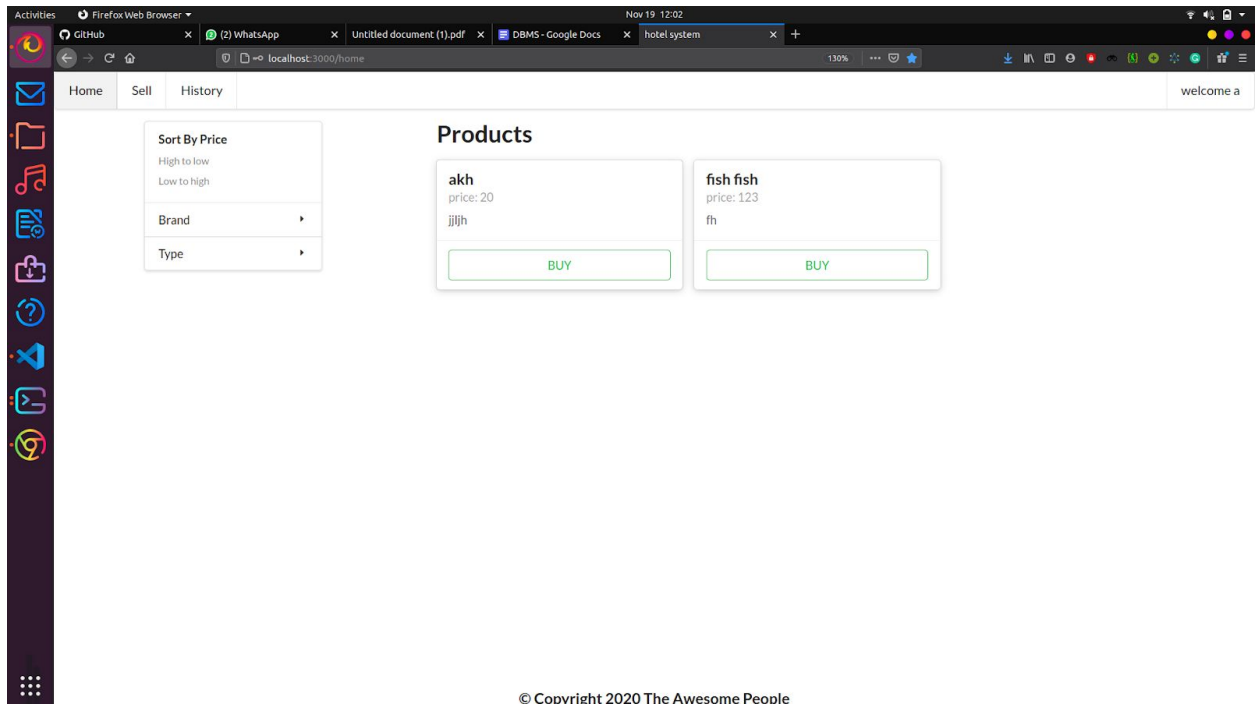 Activities Firefox Web Browser Nov 19 12:02
GitHub (2) WhatsApp Untitled document (1).pdf DBMS - Google Docs hotel system
localhost:3000/home 130%
Home Sell History welcome a
Sort By Price
High to low
Low to high
Brand
Type
Products
akh
price: 20
jjljh
BUY
fish fish
price: 123
fh
BUY
© Copyright 2020 The Awesome People